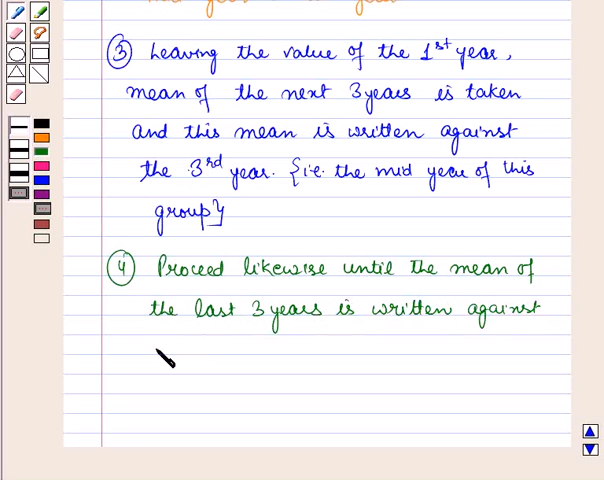 ③ Leaving the value of the 1st year,
mean of the next 3 years is taken
and this mean is written against
the 3rd year. {i.e. the mid year of this
group}
④ Proceed likewise until the mean of
the last 3 years is written against